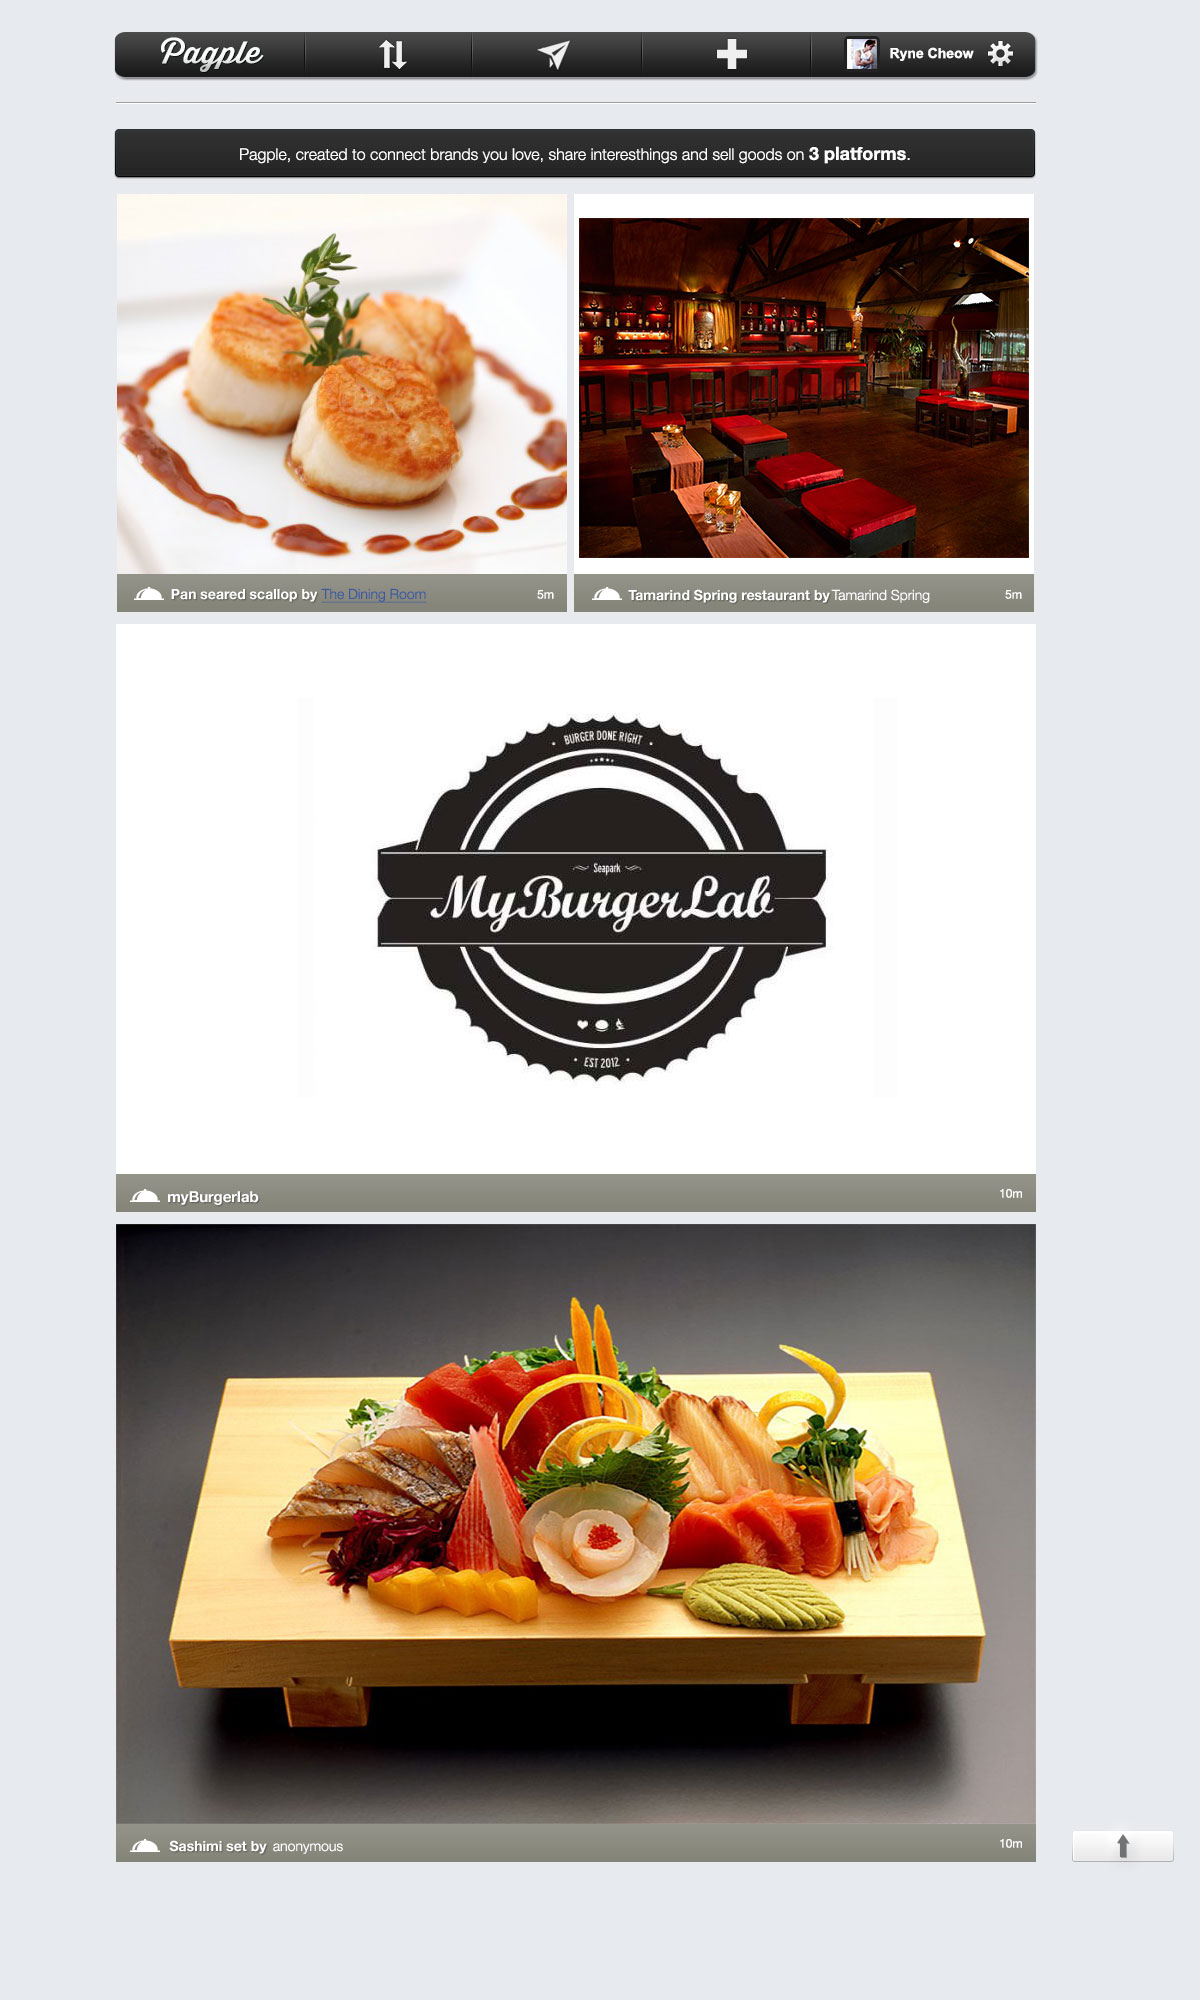 Pagple
Ryne Cheow
Pagple, created to connect brands you love, share interesthings and sell goods on 3 platforms.
Pan seared scallop by The Dining Room
5m
Tamarind Spring restaurant by Tamarind Spring
5m
• BURGER DONE RIGHT •
Seapark
MyBurgerLab
• EST 2012 •
myBurgerlab
10m
Sashimi set by anonymous
10m